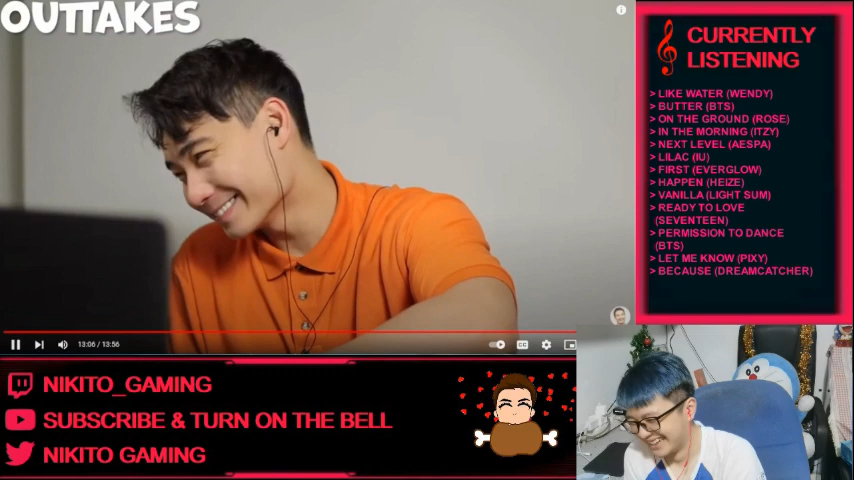 OUTTAKES
13:06 / 13:56
CC
CURRENTLY
LISTENING
> LIKE WATER (WENDY)
> BUTTER (BTS)
> ON THE GROUND (ROSE)
> IN THE MORNING (ITZY)
> NEXT LEVEL (AESPA)
> LILAC (IU)
> FIRST (EVERGLOW)
> HAPPEN (HEIZE)
> VANILLA (LIGHT SUM)
> READY TO LOVE
(SEVENTEEN)
> PERMISSION TO DANCE
(BTS)
> LET ME KNOW (PIXY)
> BECAUSE (DREAMCATCHER)
NIKITO_GAMING
SUBSCRIBE & TURN ON THE BELL
NIKITO GAMING